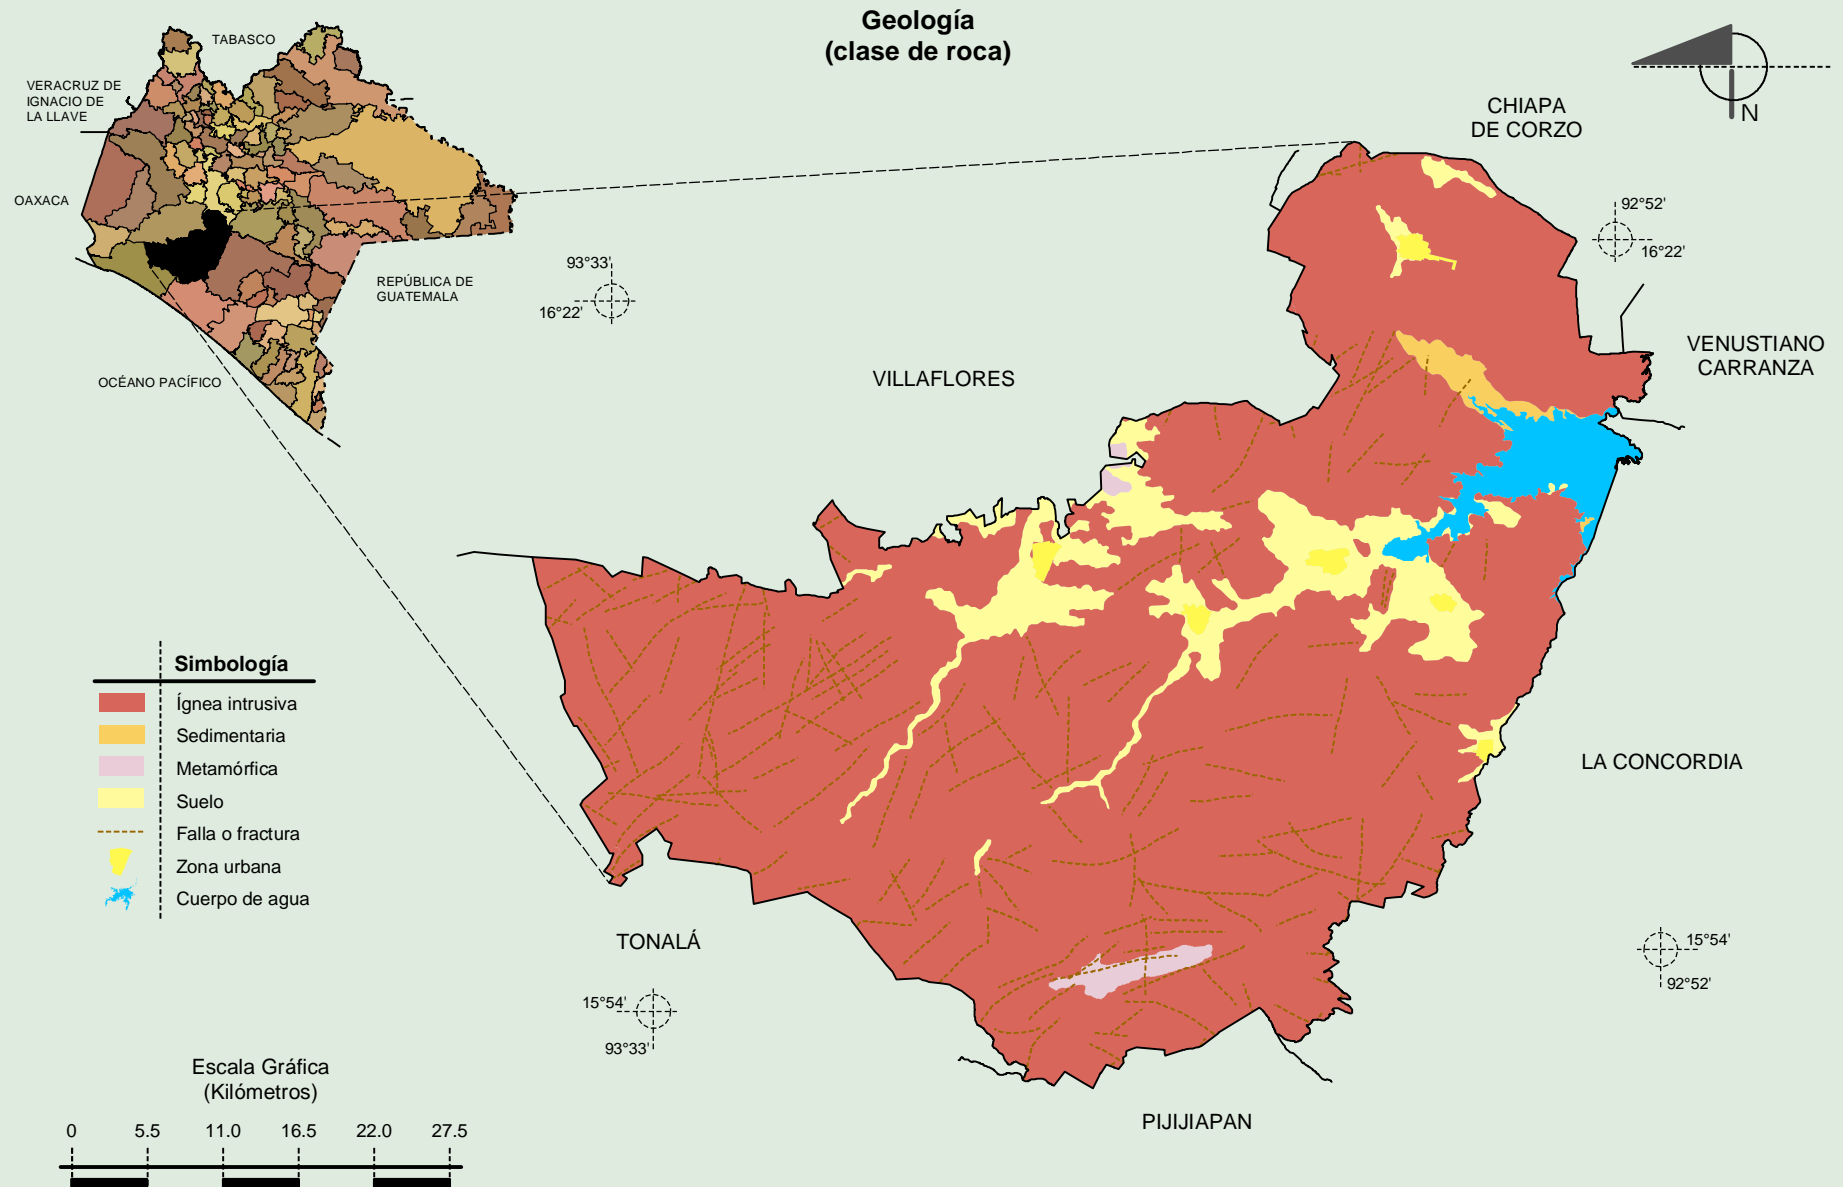 Geología
(clase de roca)
TABASCO
VERACRUZ DE
IGNACIO DE
LA LLAVE
OAXACA
REPÚBLICA DE
GUATEMALA
OCÉANO PACÍFICO
N
CHIAPA
DE CORZO
92°52'
16°22'
93°33'
16°22'
VENUSTIANO
CARRANZA
VILLAFLORES
LA CONCORDIA
TONALÁ
PIJIJIAPAN
15°54'
92°52'
15°54'
93°33'
Simbología
Ígnea intrusiva
Sedimentaria
Metamórfica
Suelo
Falla o fractura
Zona urbana
Cuerpo de agua
Escala Gráfica
(Kilómetros)
0 5.5 11.0 16.5 22.0 27.5